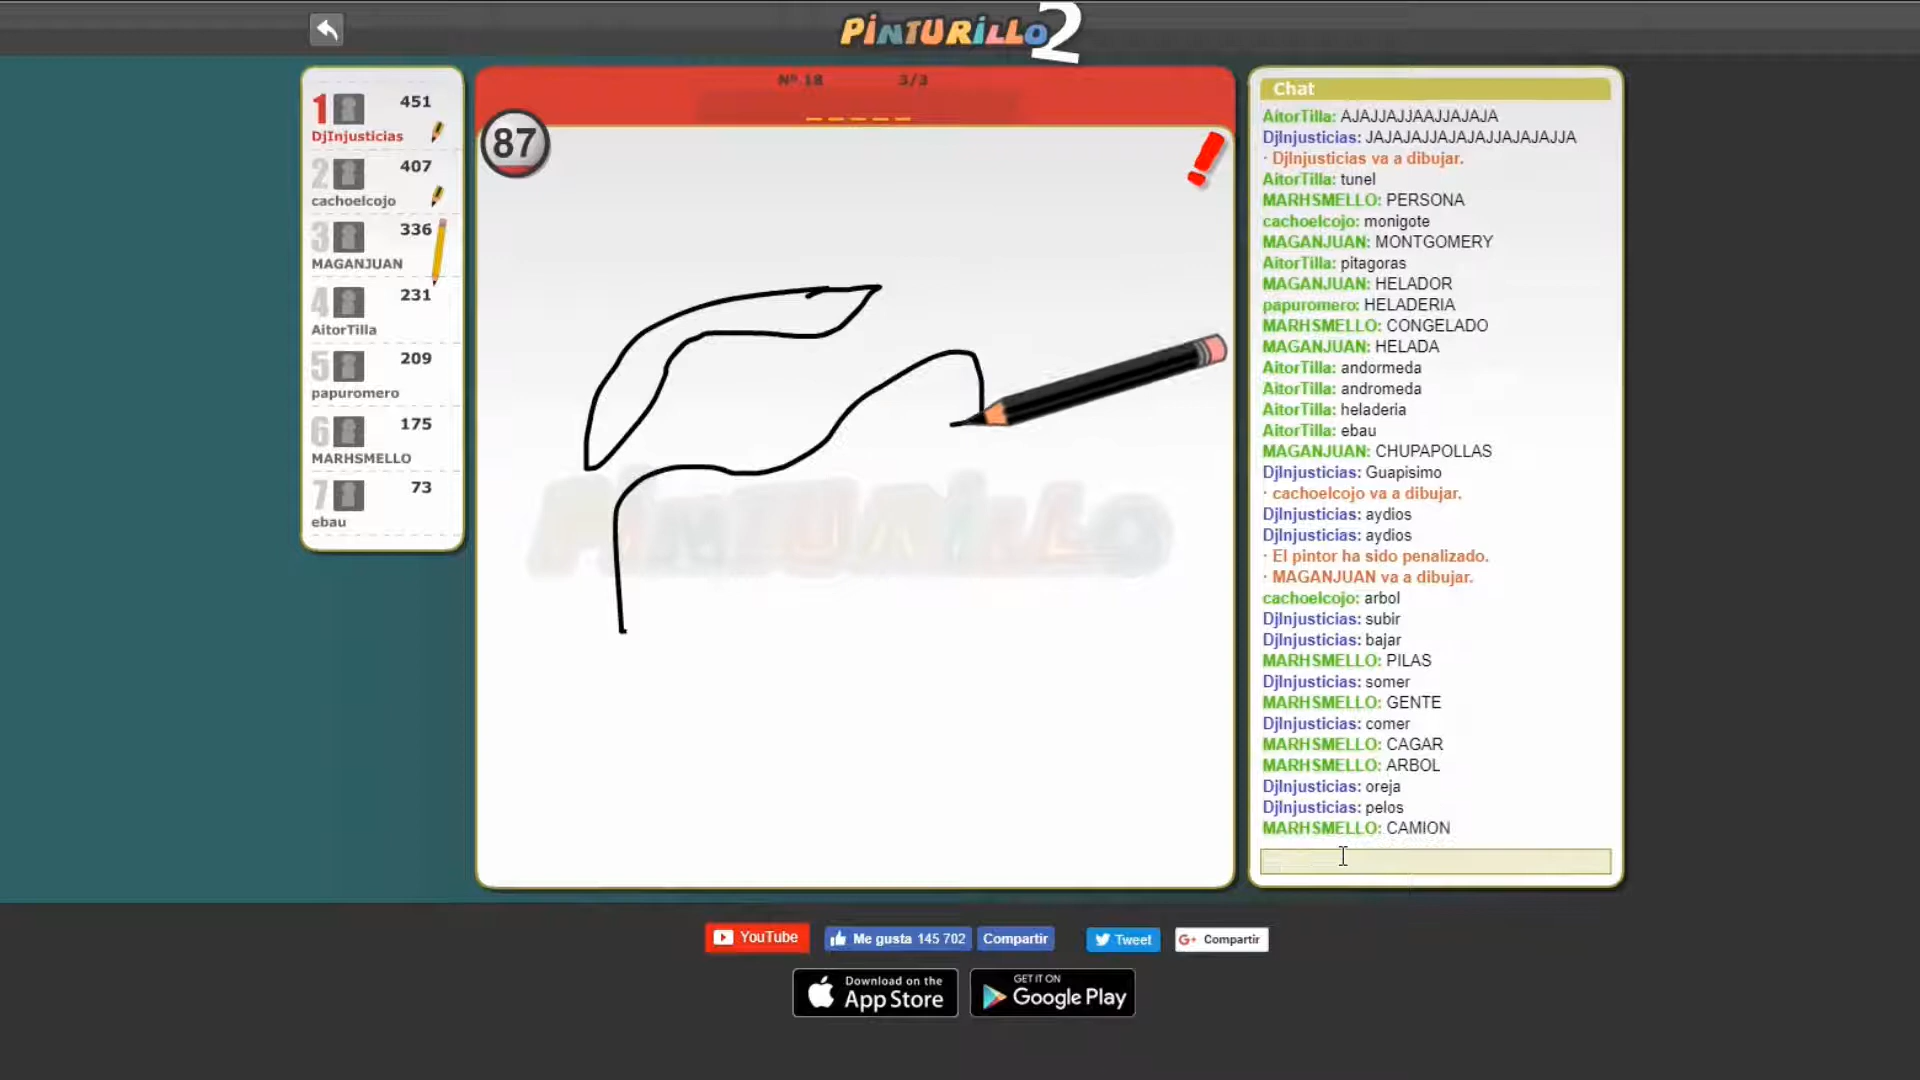 PiNTURiLLO 2
Nº 18 3/3
87
1 451
DjInjusticias
2 407
cachoelcojo
3 336
MAGANJUAN
4 231
AitorTilla
5 209
papuromero
6 175
MARHSMELLO
7 73
ebau
PiNTURiLLO
Chat
AitorTilla: AJAJJAJJAAJJAJAJA
DjInjusticias: JAJAJAJJAJAJAJJAJAJAJJA
· DjInjusticias va a dibujar.
AitorTilla: tunel
MARHSMELLO: PERSONA
cachoelcojo: monigote
MAGANJUAN: MONTGOMERY
AitorTilla: pitagoras
MAGANJUAN: HELADOR
papuromero: HELADERIA
MARHSMELLO: CONGELADO
MAGANJUAN: HELADA
AitorTilla: andormeda
AitorTilla: andromeda
AitorTilla: heladeria
AitorTilla: ebau
MAGANJUAN: CHUPAPOLLAS
DjInjusticias: Guapisimo
· cachoelcojo va a dibujar.
DjInjusticias: aydios
DjInjusticias: aydios
· El pintor ha sido penalizado.
· MAGANJUAN va a dibujar.
cachoelcojo: arbol
DjInjusticias: subir
DjInjusticias: bajar
MARHSMELLO: PILAS
DjInjusticias: somer
MARHSMELLO: GENTE
DjInjusticias: comer
MARHSMELLO: CAGAR
MARHSMELLO: ARBOL
DjInjusticias: oreja
DjInjusticias: pelos
MARHSMELLO: CAMION
YouTube
Me gusta 145 702
Compartir
Tweet
G+ Compartir
Download on the
App Store
GET IT ON
Google Play